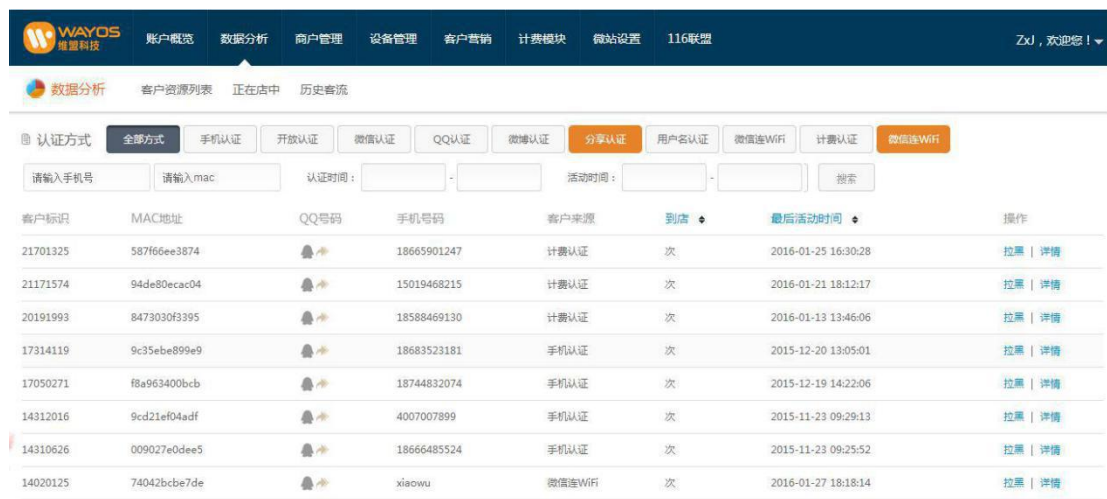 WAYOS 维盟科技 账户概览 数据分析 商户管理 设备管理 客户营销 计费模块 微站设置 116联盟 ZxJ,欢迎您!
数据分析 客户资源列表 正在店中 历史客流
认证方式 全部方式 手机认证 开放认证 微信认证 QQ认证 微博认证 分享认证 用户名认证 微信连WiFi 计费认证 微信连WiFi
请输入手机号 请输入mac 认证时间: - 活动时间: - 搜索
客户标识 MAC地址 QQ号码 手机号码 客户来源 到店 最后活动时间 操作
21701325 587f66ee3874 18665901247 计费认证 次 2016-01-25 16:30:28 拉黑 | 详情
21171574 94de80ecac04 15019468215 计费认证 次 2016-01-21 18:12:17 拉黑 | 详情
20191993 8473030f3395 18588469130 计费认证 次 2016-01-13 13:46:06 拉黑 | 详情
17314119 9c35ebe899e9 18683523181 手机认证 次 2015-12-20 13:05:01 拉黑 | 详情
17050271 f8a963400bcb 18744832074 手机认证 次 2015-12-19 14:22:06 拉黑 | 详情
14312016 9cd21ef04adf 4007007899 手机认证 次 2015-11-23 09:29:13 拉黑 | 详情
14310626 009027e0dee5 18666485524 手机认证 次 2015-11-23 09:25:52 拉黑 | 详情
14020125 74042bcbe7de xiaowu 微信连WiFi 次 2016-01-27 18:18:14 拉黑 | 详情